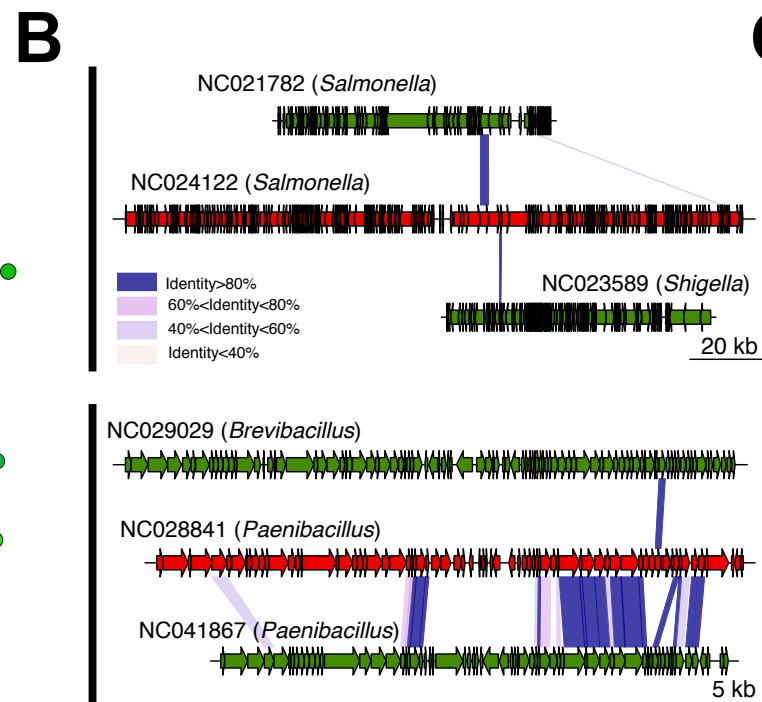 B
NC021782 (Salmonella)
NC024122 (Salmonella)
Identity>80%
60%<Identity<80%
40%<Identity<60%
Identity<40%
NC023589 (Shigella)
20 kb
NC029029 (Brevibacillus)
NC028841 (Paenibacillus)
NC041867 (Paenibacillus)
5 kb